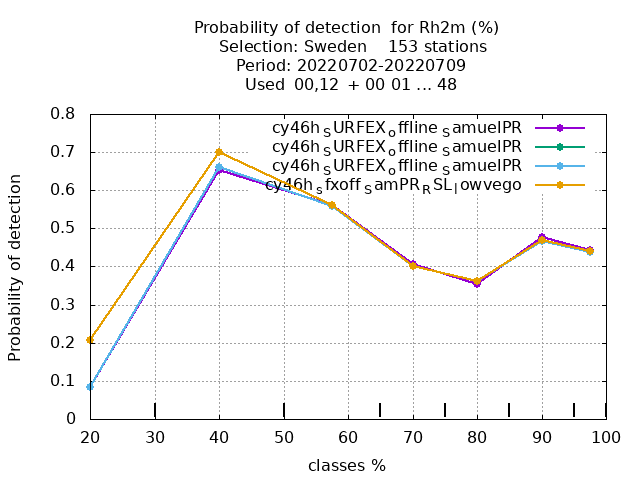 Probability of detection for Rh2m (%)
Selection: Sweden 153 stations
Period: 20220702-20220709
Used 00,12 + 00 01 ... 48
cy46h_SURFEX_offline_SamuelPR
cy46h_SURFEX_offline_SamuelPR
cy46h_SURFEX_offline_SamuelPR
cy46h_sfxoff_SamPR_RSL_lowvego
Probability of detection
0.8
0.7
0.6
0.5
0.4
0.3
0.2
0.1
0
20 30 40 50 60 70 80 90 100
classes %